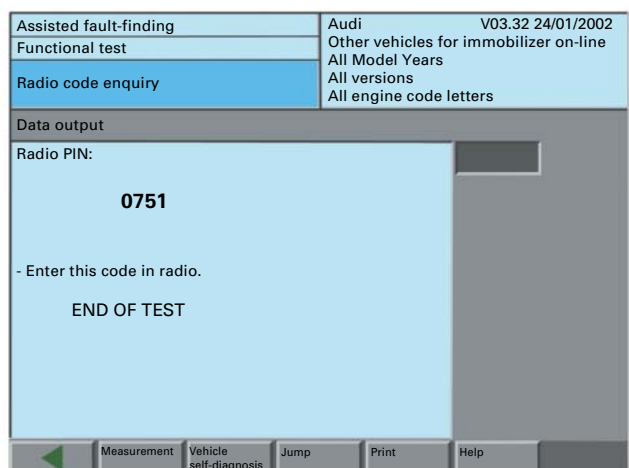 Assisted fault-finding
Functional test
Radio code enquiry
Audi V03.32 24/01/2002
Other vehicles for immobilizer on-line
All Model Years
All versions
All engine code letters
Data output
Radio PIN:
0751
- Enter this code in radio.
END OF TEST
Measurement
Vehicle
self-diagnosis
Jump
Print
Help